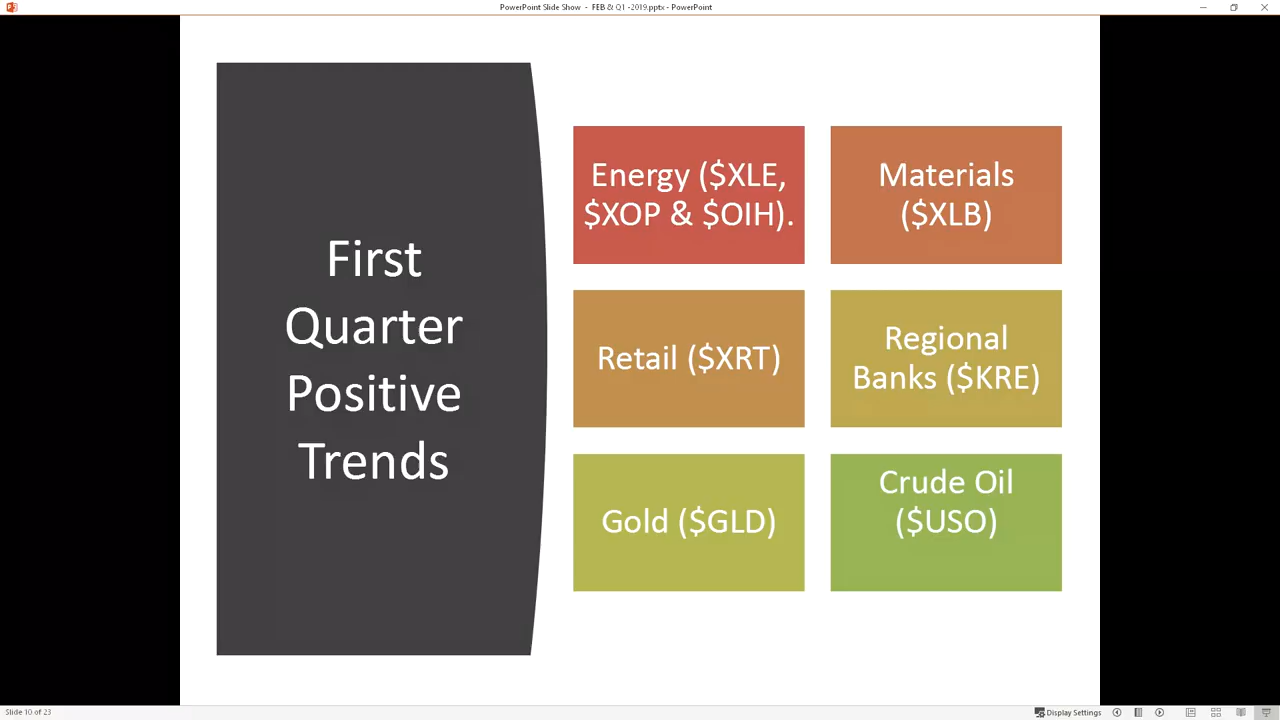 PowerPoint Slide Show - FEB & Q1 -2019.pptx - PowerPoint
First
Quarter
Positive
Trends
Energy ($XLE,
$XOP & $OIH).
Materials
($XLB)
Retail ($XRT)
Regional
Banks ($KRE)
Gold ($GLD)
Crude Oil
($USO)
Slide 10 of 23
Display Settings